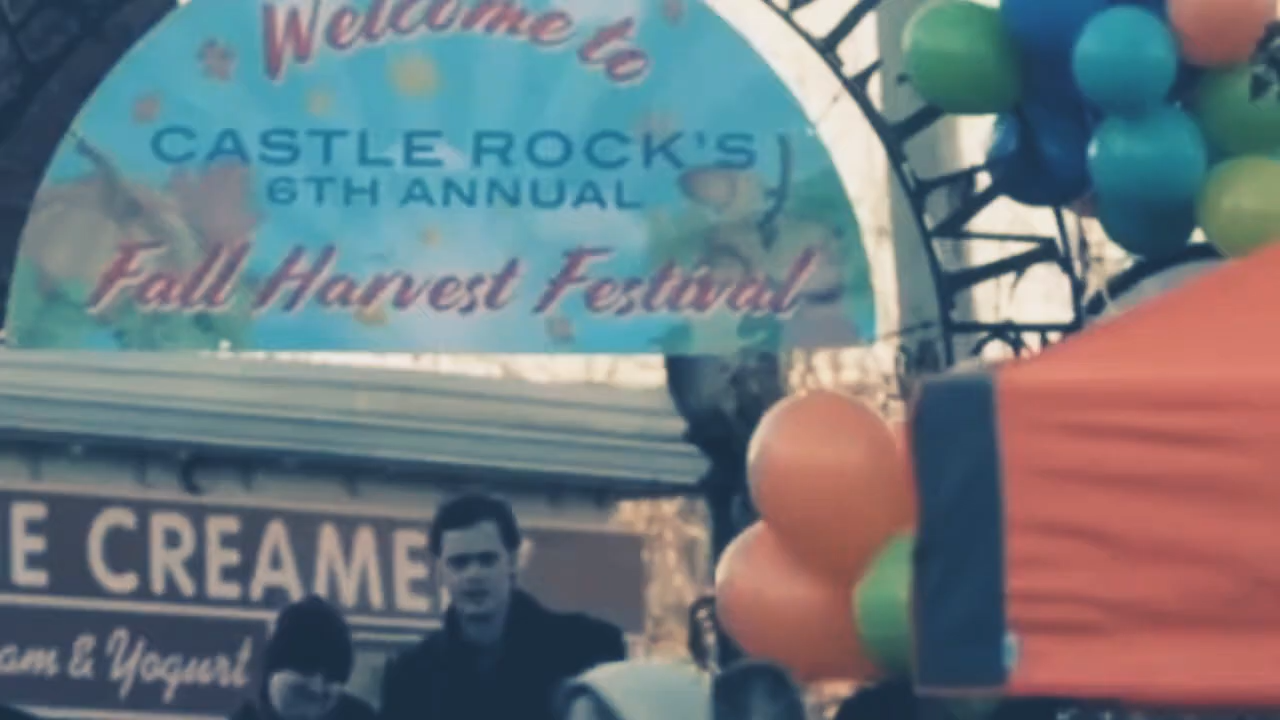 Welcome to
CASTLE ROCK'S
6TH ANNUAL
Fall Harvest Festival
E CREAME
am & Yogurt